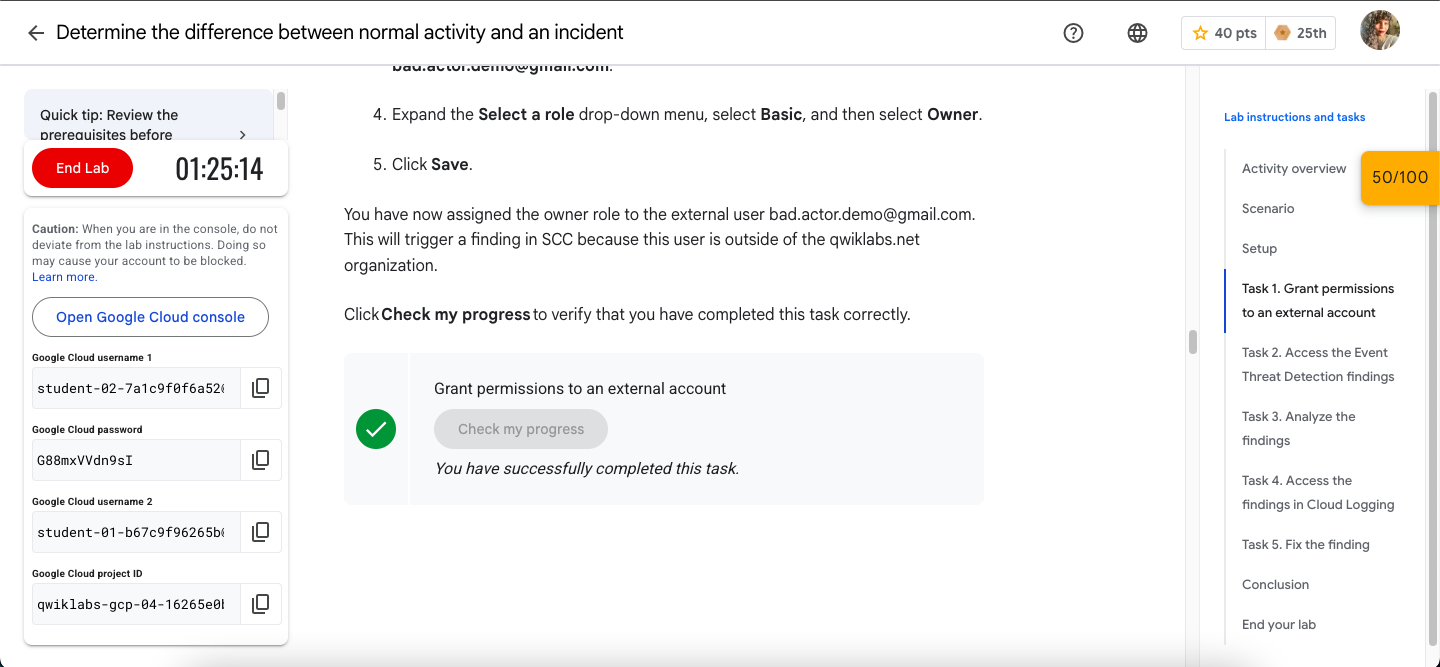 Determine the difference between normal activity and an incident
40 pts
25th
Quick tip: Review the
prerequisites before
End Lab
01:25:14
Caution: When you are in the console, do not
deviate from the lab instructions. Doing so
may cause your account to be blocked.
Learn more.
Open Google Cloud console
Google Cloud username 1
student-02-7a1c9f0f6a52
Google Cloud password
G88mxVVdn9sI
Google Cloud username 2
student-01-b67c9f96265b
Google Cloud project ID
qwiklabs-gcp-04-16265e0
bad.actor.demo@gmail.com.
4. Expand the Select a role drop-down menu, select Basic, and then select Owner.
5. Click Save.
You have now assigned the owner role to the external user bad.actor.demo@gmail.com.
This will trigger a finding in SCC because this user is outside of the qwiklabs.net
organization.
Click Check my progress to verify that you have completed this task correctly.
Grant permissions to an external account
Check my progress
You have successfully completed this task.
Lab instructions and tasks
Activity overview
50/100
Scenario
Setup
Task 1. Grant permissions
to an external account
Task 2. Access the Event
Threat Detection findings
Task 3. Analyze the
findings
Task 4. Access the
findings in Cloud Logging
Task 5. Fix the finding
Conclusion
End your lab